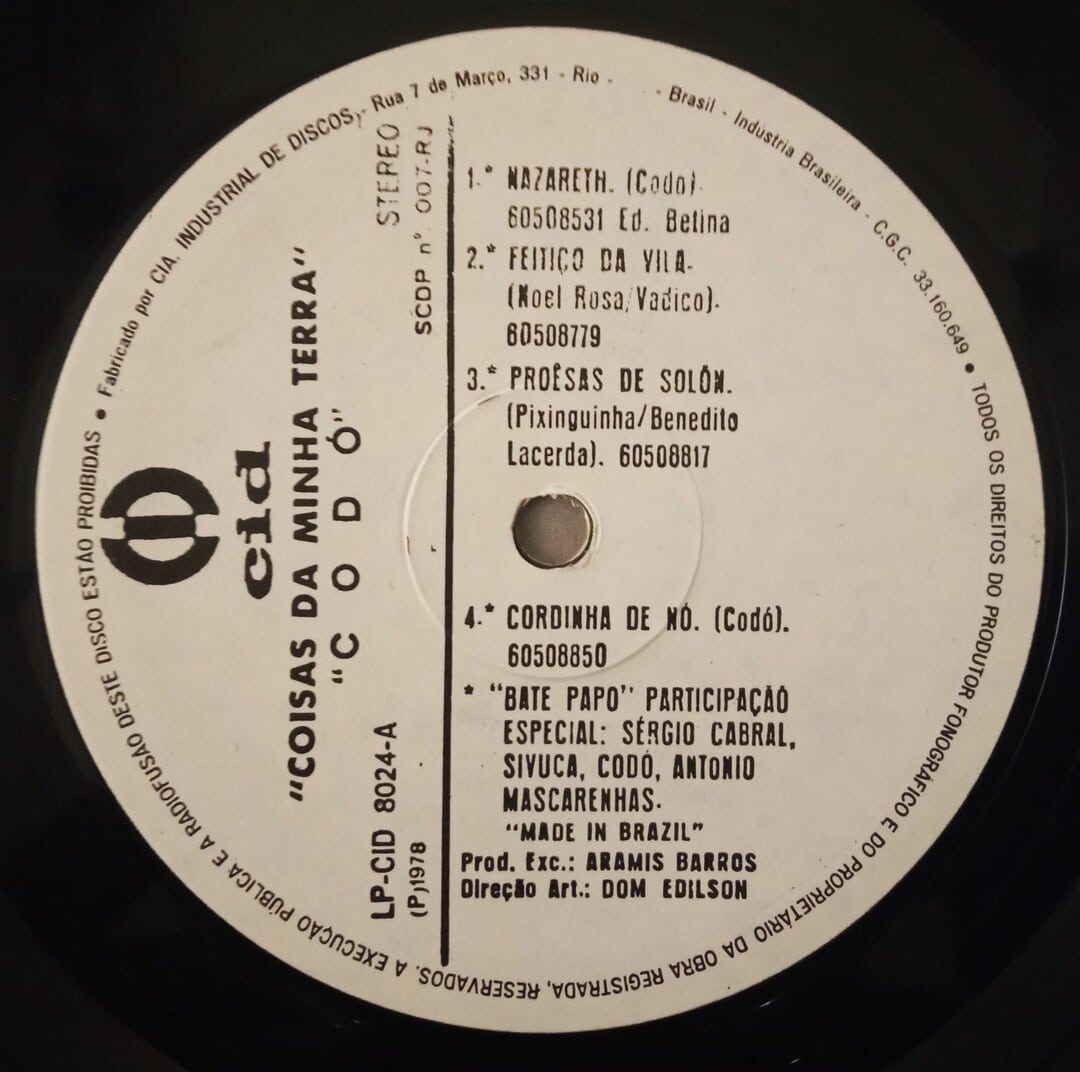 cid
"COISAS DA MINHA TERRA"
"CODÓ"
LP-CID 8024-A
(P)1978
STEREO
SCDP nº. 007-RJ
1.* NAZARETH. (Codo).
60508531 Ed. Betina
2.* FEITIÇO DA VILA.
(Noel Rosa/Vadico).
60508779
3.* PROÊSAS DE SOLÔN.
(Pixinguinha/Benedito
Lacerda). 60508817
4.* CORDINHA DE NÓ. (Codó).
60508850
* "BATE PAPO" PARTICIPAÇÃO
ESPECIAL: SÉRGIO CABRAL,
SIVUCA, CODÓ, ANTONIO
MASCARENHAS.
"MADE IN BRAZIL"
Prod. Exc.: ARAMIS BARROS
Direção Art.: DOM EDILSON
• Fabricado por CIA. INDUSTRIAL DE DISCOS, - Rua 7 de Março, 331 - Rio - - Brasil - Indústria Brasileira - C.G.C. 33.160.649 • TODOS OS DIREITOS DO PRODUTOR FONOGRÁFICO E DO PROPRIETÁRIO DA OBRA REGISTRADA, RESERVADOS. A EXECUÇÃO PÚBLICA E A RADIOFUSÃO DESTE DISCO ESTÃO PROIBIDAS